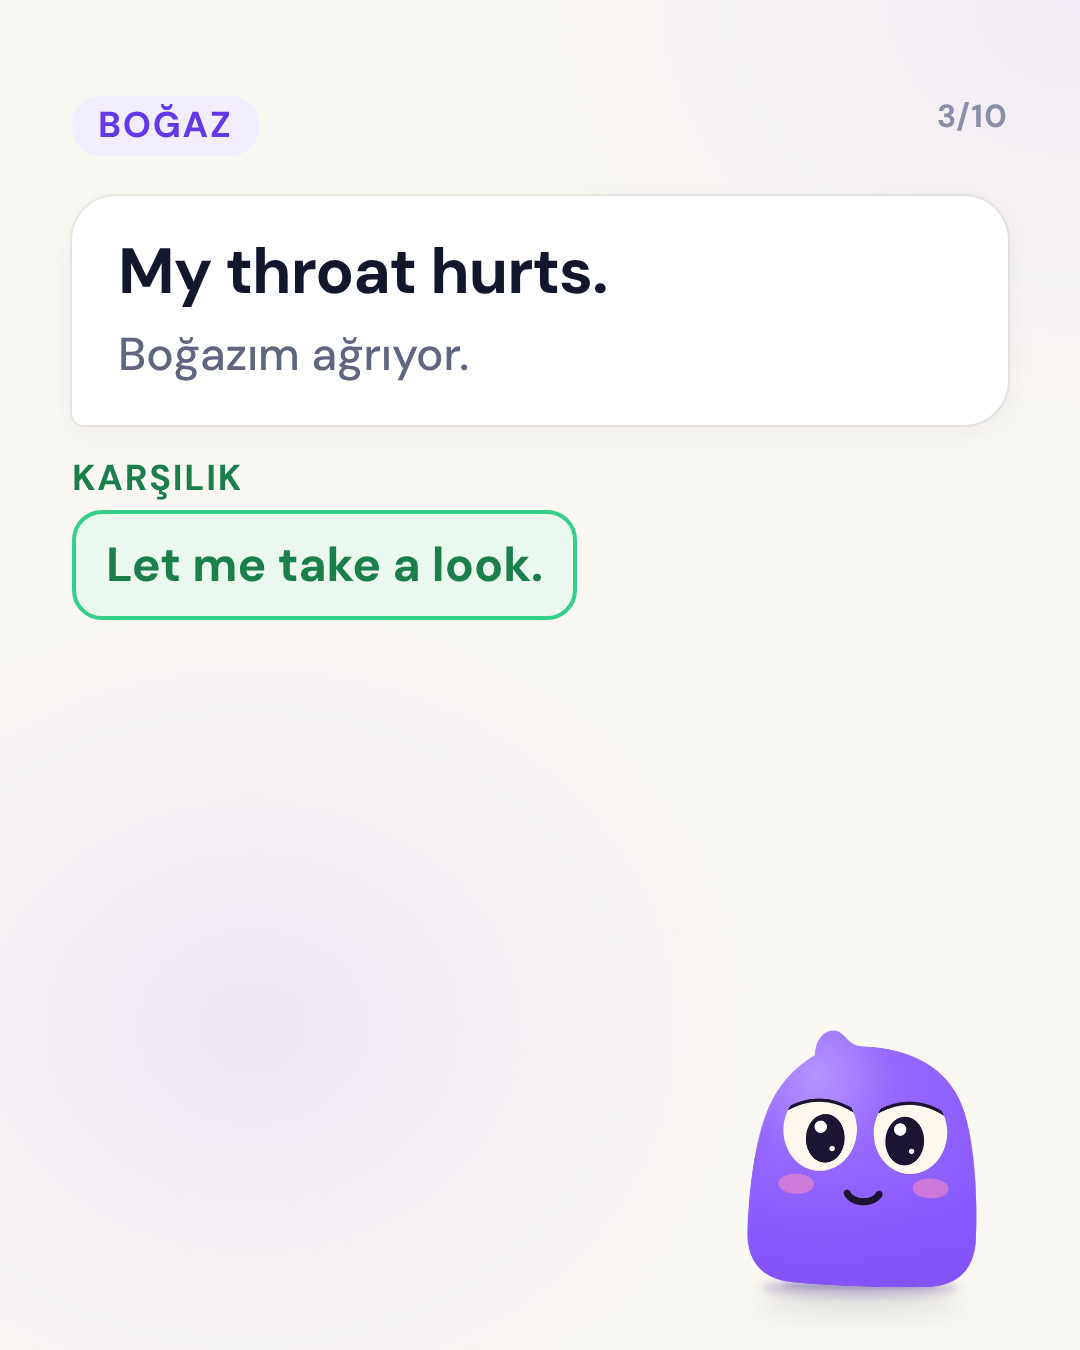 BOĞAZ
3/10
My throat hurts.
Boğazım ağrıyor.
KARŞILIK
Let me take a look.